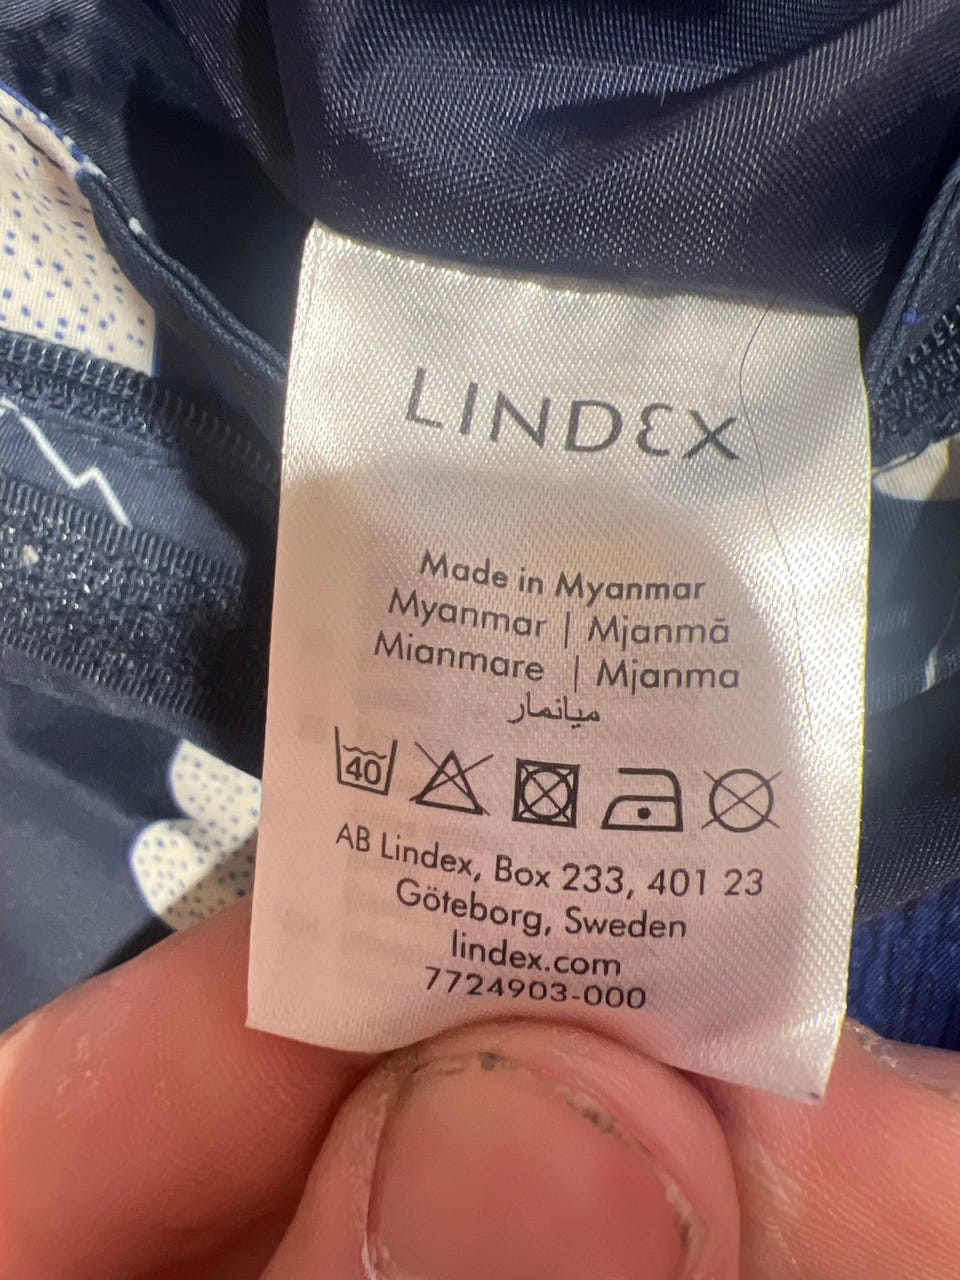 LINDEX
Made in Myanmar
Myanmar | Mjanmā
Mianmare | Mjanma
ميانمار
40
AB Lindex, Box 233, 401 23
Göteborg, Sweden
lindex.com
7724903-000